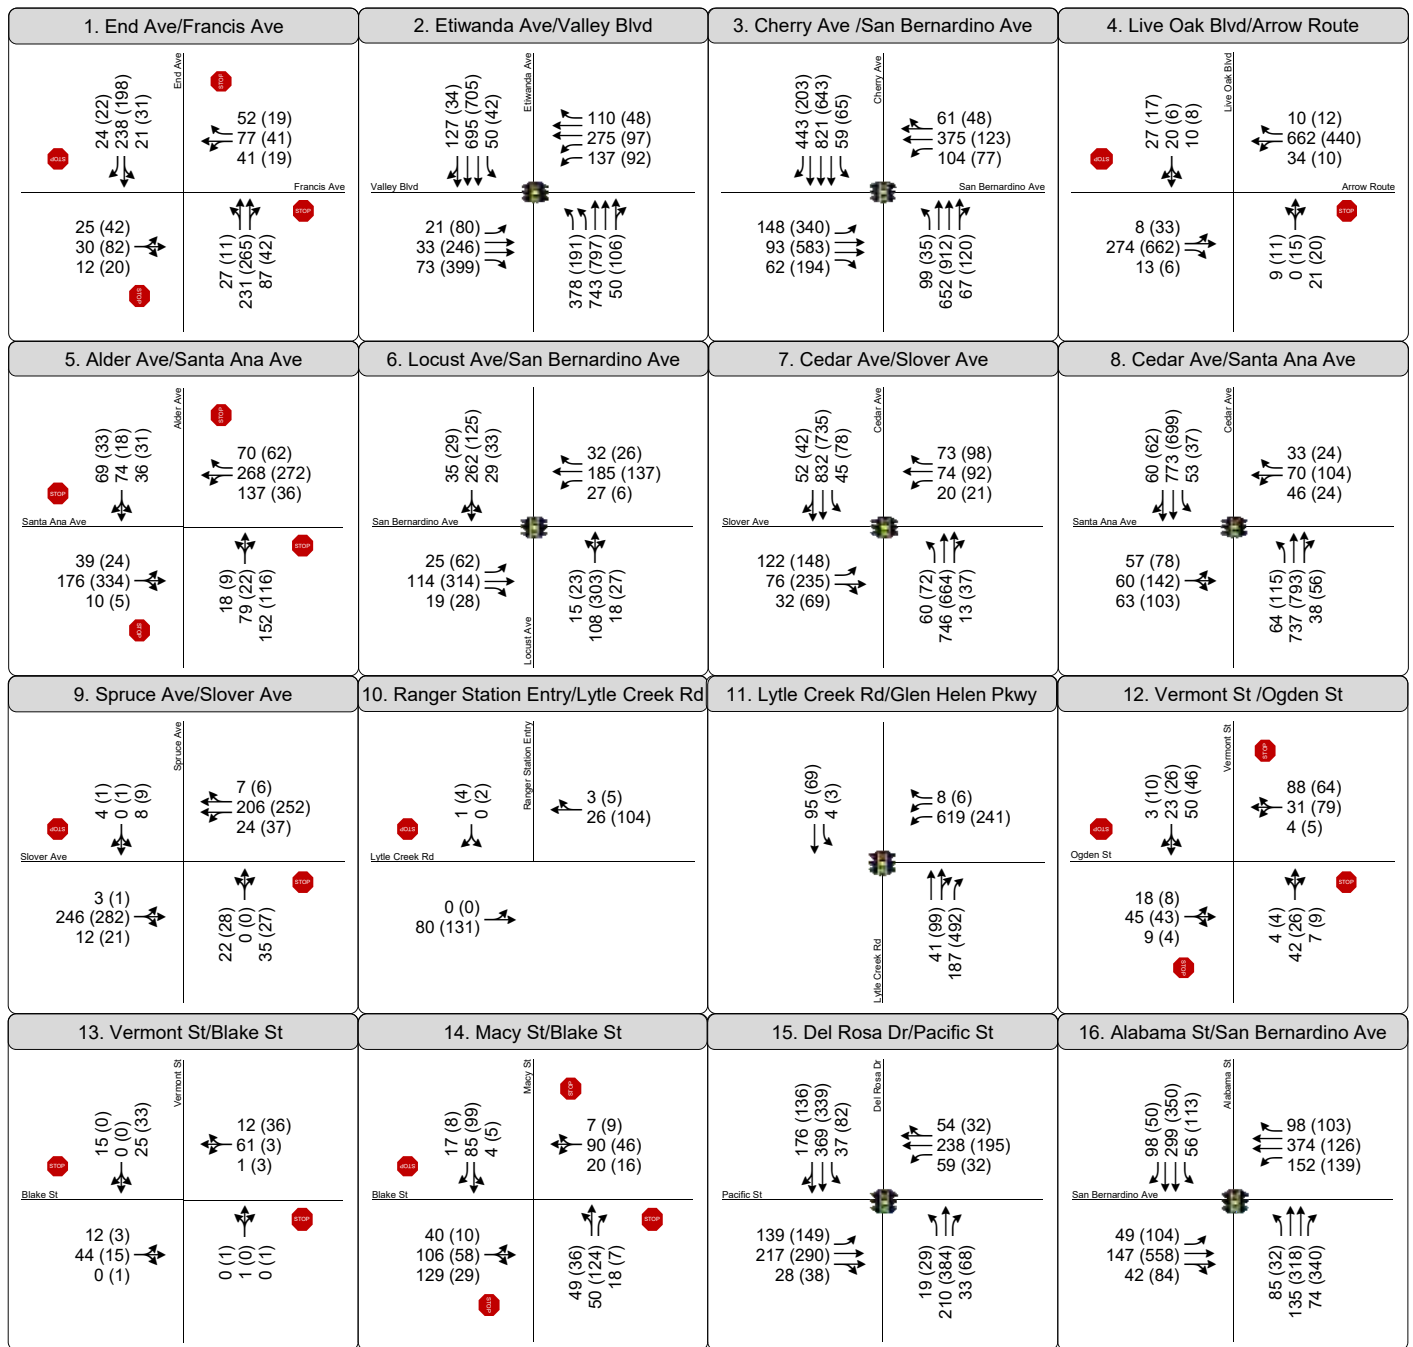 1. End Ave/Francis Ave
24 (22)
238 (198)
21 (31)
End Ave
STOP
52 (19)
77 (41)
41 (19)
STOP
Francis Ave
STOP
25 (42)
30 (82)
12 (20)
STOP
27 (11)
231 (265)
87 (42)
2. Etiwanda Ave/Valley Blvd
127 (34)
695 (705)
50 (42)
Etiwanda Ave
110 (48)
275 (97)
137 (92)
Valley Blvd
21 (80)
33 (246)
73 (399)
378 (191)
743 (797)
50 (106)
3. Cherry Ave /San Bernardino Ave
443 (203)
821 (643)
59 (65)
Cherry Ave
61 (48)
375 (123)
104 (77)
San Bernardino Ave
148 (340)
93 (583)
62 (194)
99 (35)
652 (912)
67 (120)
4. Live Oak Blvd/Arrow Route
27 (17)
20 (6)
10 (8)
Live Oak Blvd
10 (12)
662 (440)
34 (10)
STOP
Arrow Route
STOP
8 (33)
274 (662)
13 (6)
9 (11)
0 (15)
21 (20)
5. Alder Ave/Santa Ana Ave
69 (33)
74 (18)
36 (31)
Alder Ave
STOP
70 (62)
268 (272)
137 (36)
STOP
Santa Ana Ave
STOP
39 (24)
176 (334)
10 (5)
STOP
18 (9)
79 (22)
152 (116)
6. Locust Ave/San Bernardino Ave
35 (29)
262 (125)
29 (33)
32 (26)
185 (137)
27 (6)
San Bernardino Ave
25 (62)
114 (314)
19 (28)
Locust Ave
15 (23)
108 (303)
18 (27)
7. Cedar Ave/Slover Ave
52 (42)
832 (735)
45 (78)
Cedar Ave
73 (98)
74 (92)
20 (21)
Slover Ave
122 (148)
76 (235)
32 (69)
60 (72)
746 (664)
13 (37)
8. Cedar Ave/Santa Ana Ave
60 (62)
773 (699)
53 (37)
Cedar Ave
33 (24)
70 (104)
46 (24)
Santa Ana Ave
57 (78)
60 (142)
63 (103)
64 (115)
737 (793)
38 (56)
9. Spruce Ave/Slover Ave
4 (1)
0 (1)
8 (9)
Spruce Ave
7 (6)
206 (252)
24 (37)
STOP
Slover Ave
STOP
3 (1)
246 (282)
12 (21)
22 (28)
0 (0)
35 (27)
10. Ranger Station Entry/Lytle Creek Rd
1 (4)
0 (2)
Ranger Station Entry
3 (5)
26 (104)
STOP
Lytle Creek Rd
0 (0)
80 (131)
11. Lytle Creek Rd/Glen Helen Pkwy
95 (69)
4 (3)
8 (6)
619 (241)
Lytle Creek Rd
41 (99)
187 (492)
12. Vermont St /Ogden St
3 (10)
23 (26)
50 (46)
Vermont St
STOP
88 (64)
31 (79)
4 (5)
STOP
Ogden St
STOP
18 (8)
45 (43)
9 (4)
STOP
4 (4)
42 (26)
7 (9)
13. Vermont St/Blake St
15 (0)
0 (0)
25 (33)
Vermont St
12 (36)
61 (3)
1 (3)
STOP
Blake St
STOP
12 (3)
44 (15)
0 (1)
0 (1)
1 (0)
0 (1)
14. Macy St/Blake St
17 (8)
85 (99)
4 (5)
Macy St
STOP
7 (9)
90 (46)
20 (16)
STOP
Blake St
STOP
40 (10)
106 (58)
129 (29)
STOP
49 (36)
50 (124)
18 (7)
15. Del Rosa Dr/Pacific St
176 (136)
369 (339)
37 (82)
Del Rosa Dr
54 (32)
238 (195)
59 (32)
Pacific St
139 (149)
217 (290)
28 (38)
19 (29)
210 (384)
33 (68)
16. Alabama St/San Bernardino Ave
98 (50)
299 (350)
56 (113)
Alabama St
98 (103)
374 (126)
152 (139)
San Bernardino Ave
49 (104)
147 (558)
42 (84)
85 (32)
135 (318)
74 (340)